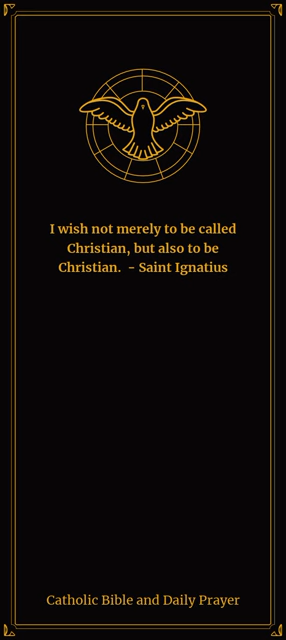 I wish not merely to be called
Christian, but also to be
Christian.  - Saint Ignatius
Catholic Bible and Daily Prayer